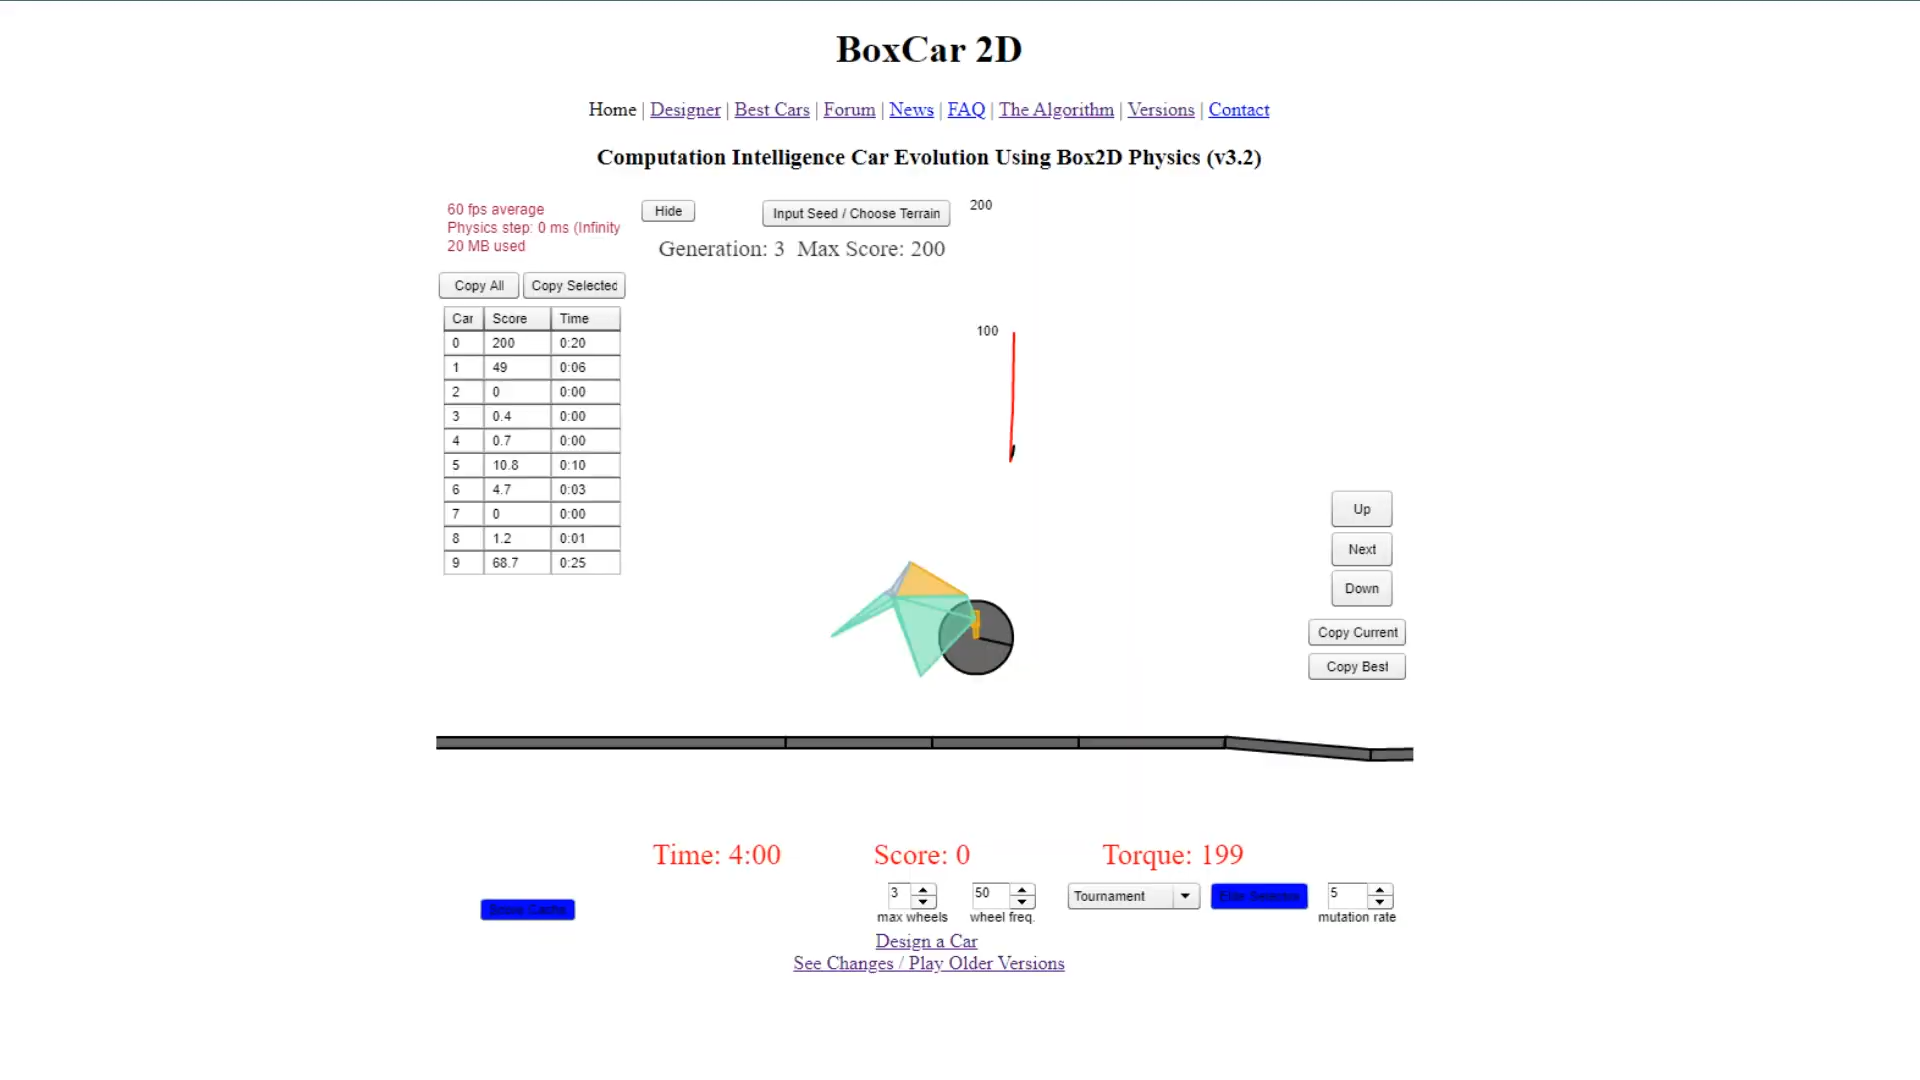 BoxCar 2D
Home | Designer | Best Cars | Forum | News | FAQ | The Algorithm | Versions | Contact
Computation Intelligence Car Evolution Using Box2D Physics (v3.2)
60 fps average
Physics step: 0 ms (Infinity
20 MB used
Hide
Input Seed / Choose Terrain
200
Generation: 3 Max Score: 200
Copy All
Copy Selected
Car Score Time
0 200 0:20
1 49 0:06
2 0 0:00
3 0.4 0:00
4 0.7 0:00
5 10.8 0:10
6 4.7 0:03
7 0 0:00
8 1.2 0:01
9 68.7 0:25
100
Up
Next
Down
Copy Current
Copy Best
Time: 4:00
Score: 0
Torque: 199
3
max wheels
50
wheel freq.
Tournament
5
mutation rate
Design a Car
See Changes / Play Older Versions